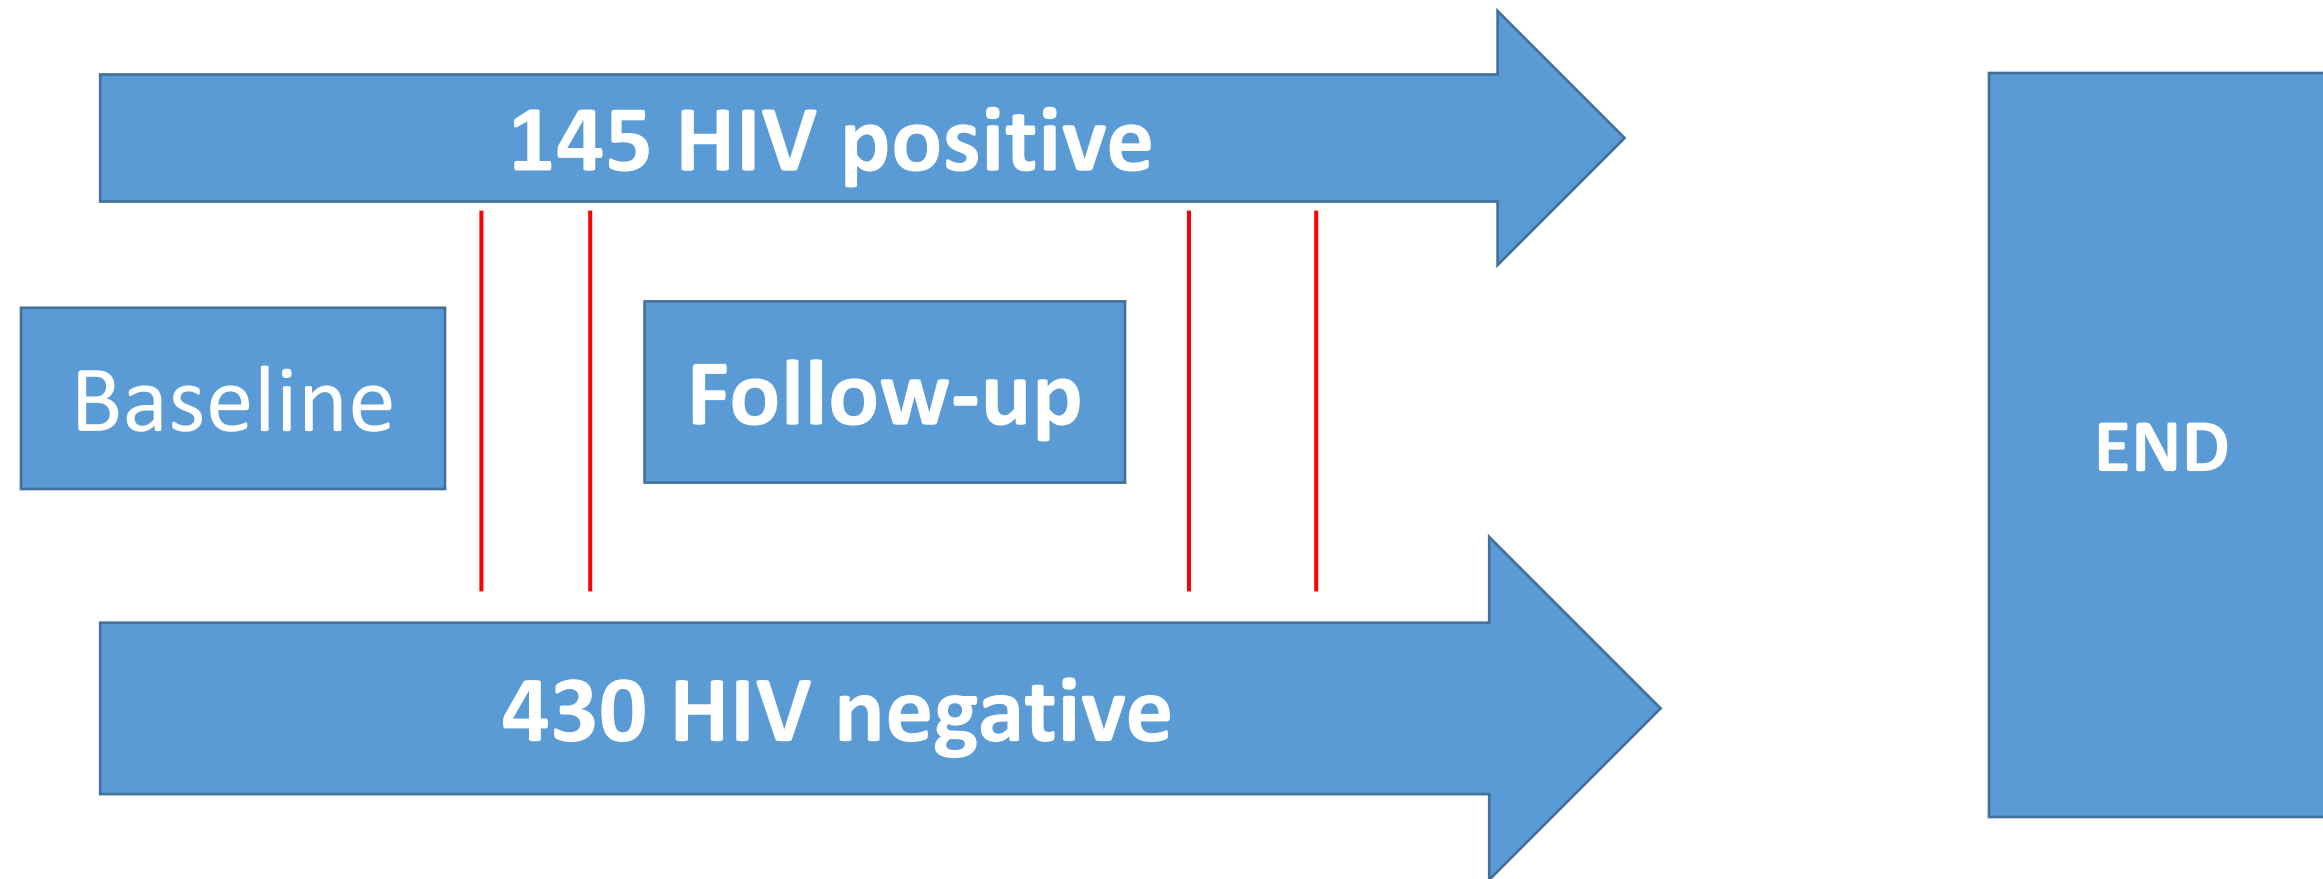 145 HIV positive
Baseline
Follow-up
END
430 HIV negative